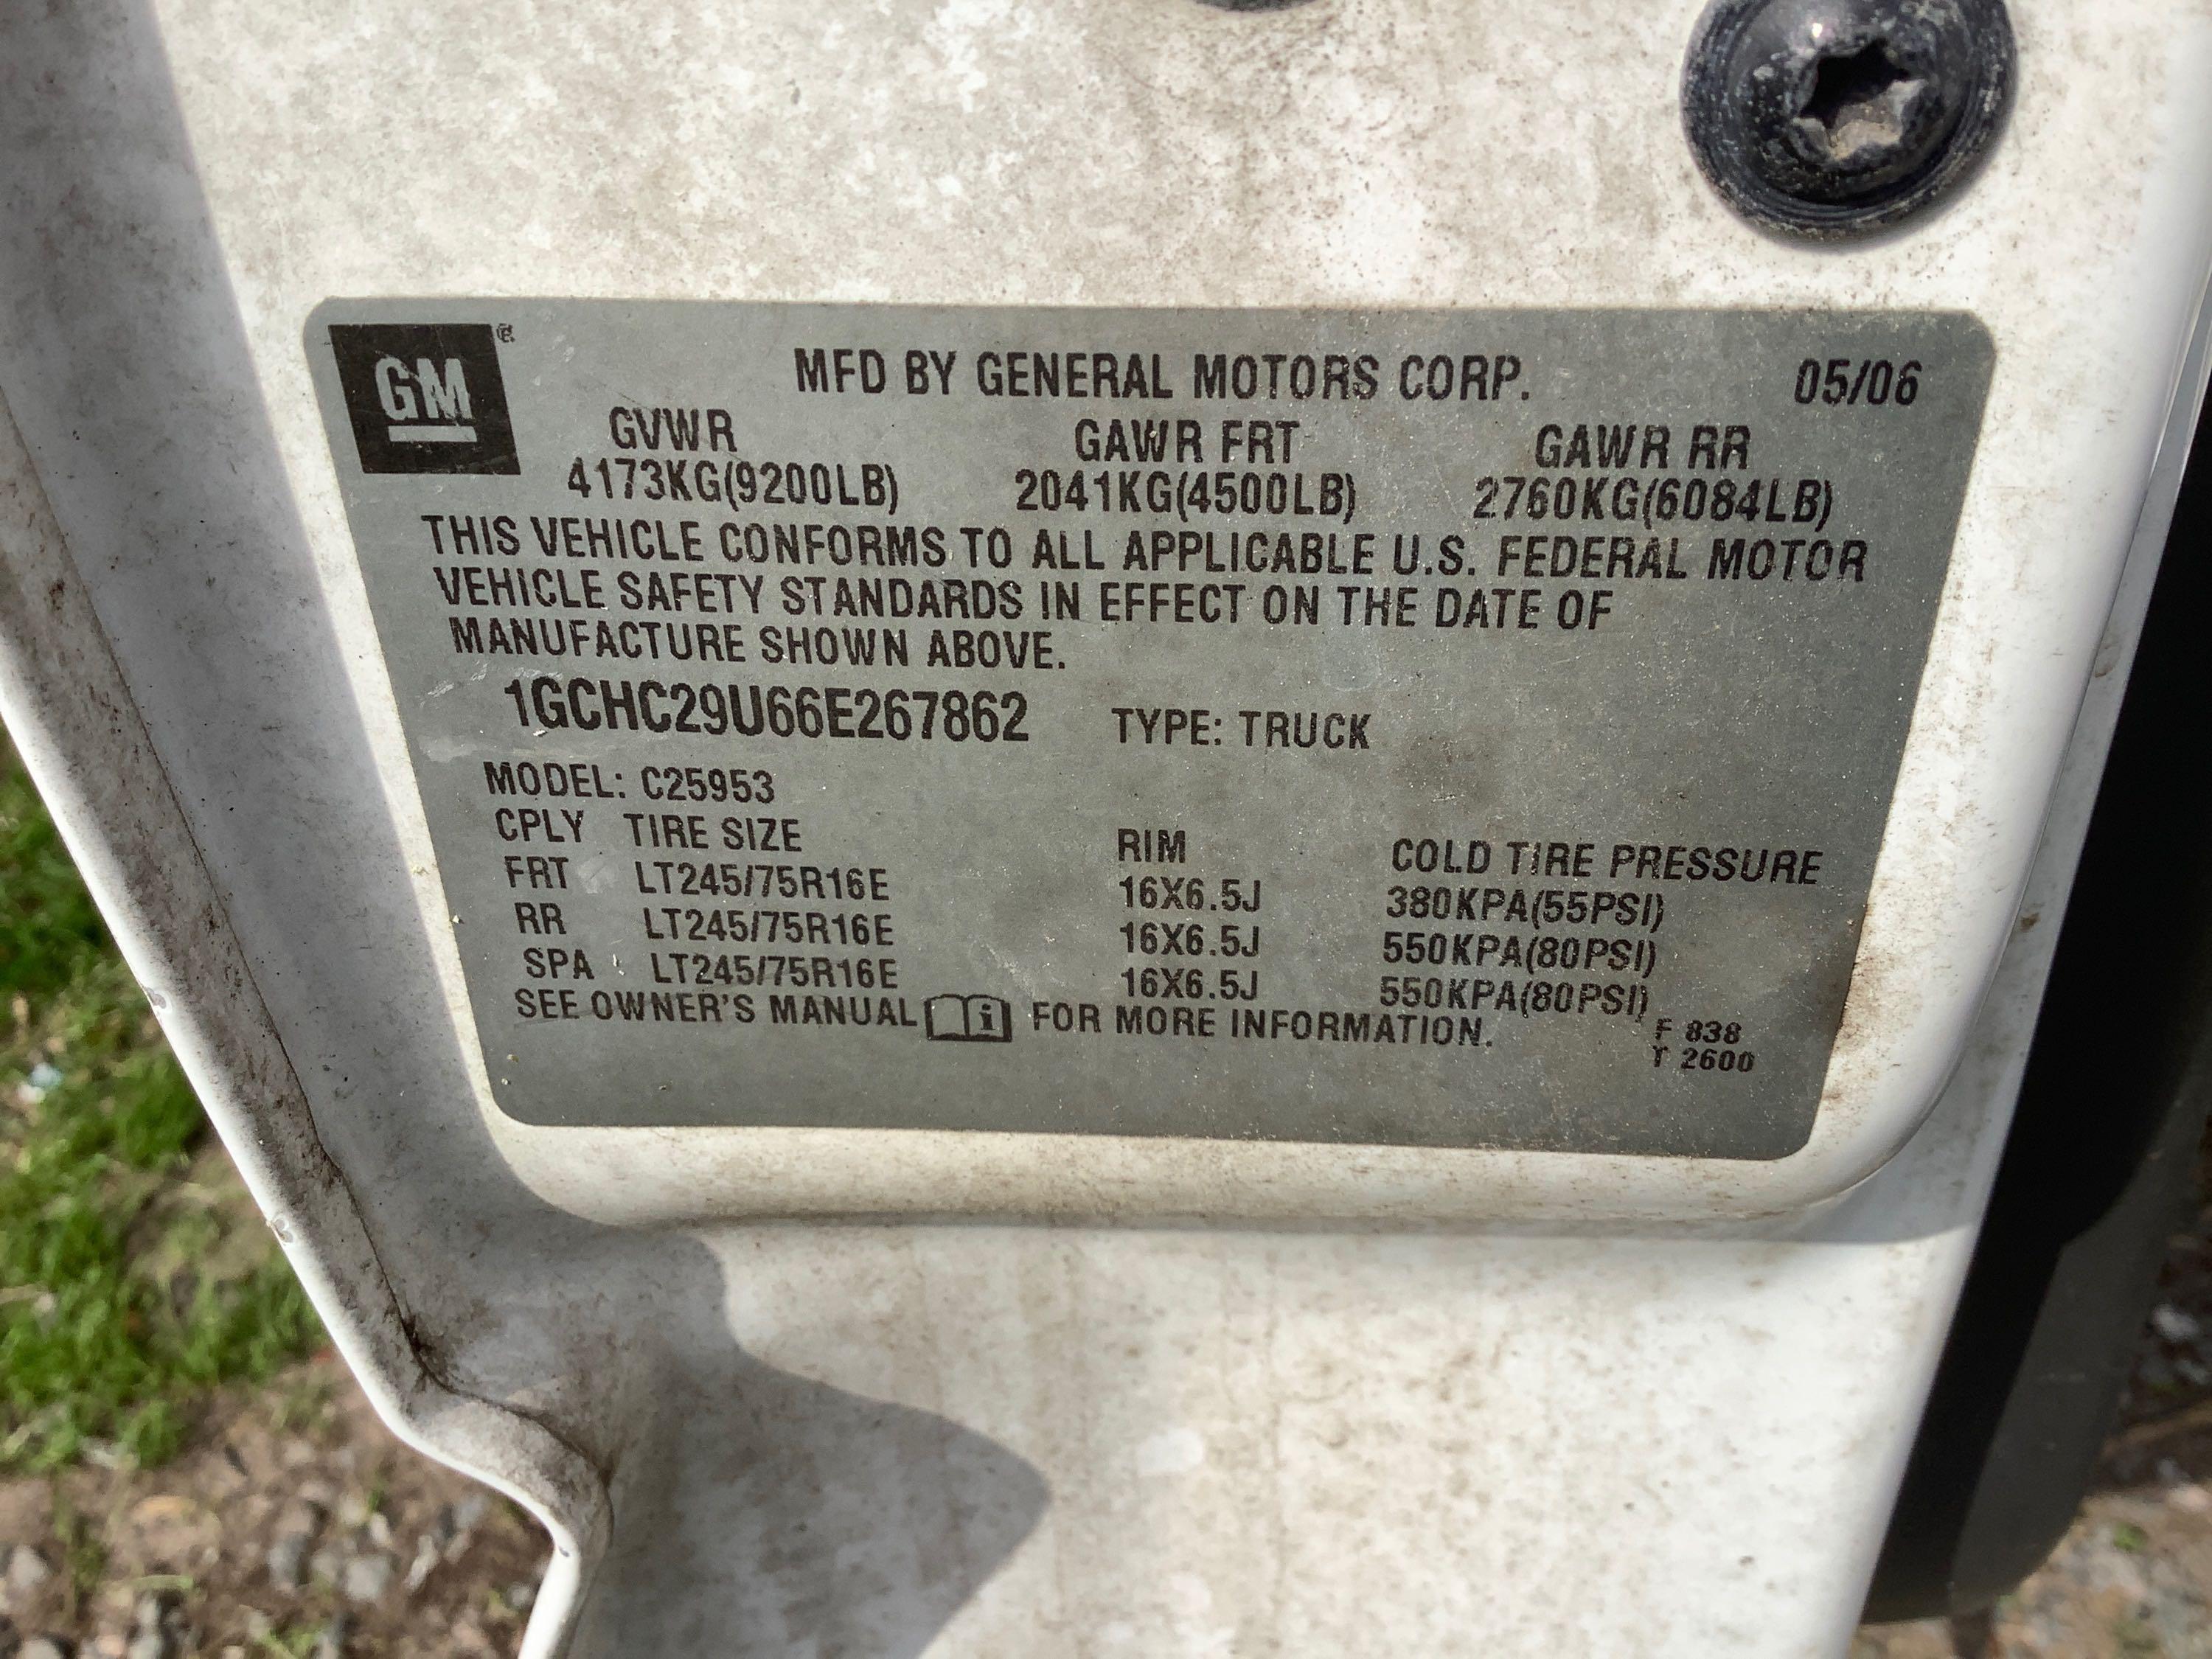 GM
MFD BY GENERAL MOTORS CORP. 05/06
GVWR GAWR FRT GAWR RR
4173KG(9200LB) 2041KG(4500LB) 2760KG(6084LB)
THIS VEHICLE CONFORMS TO ALL APPLICABLE U.S. FEDERAL MOTOR
VEHICLE SAFETY STANDARDS IN EFFECT ON THE DATE OF
MANUFACTURE SHOWN ABOVE.
1GCHC29U66E267862 TYPE: TRUCK
MODEL: C25953
CPLY TIRE SIZE RIM COLD TIRE PRESSURE
FRT LT245/75R16E 16X6.5J 380KPA(55PSI)
RR LT245/75R16E 16X6.5J 550KPA(80PSI)
SPA LT245/75R16E 16X6.5J 550KPA(80PSI)
SEE OWNER'S MANUAL i FOR MORE INFORMATION.
F 838
T 2600